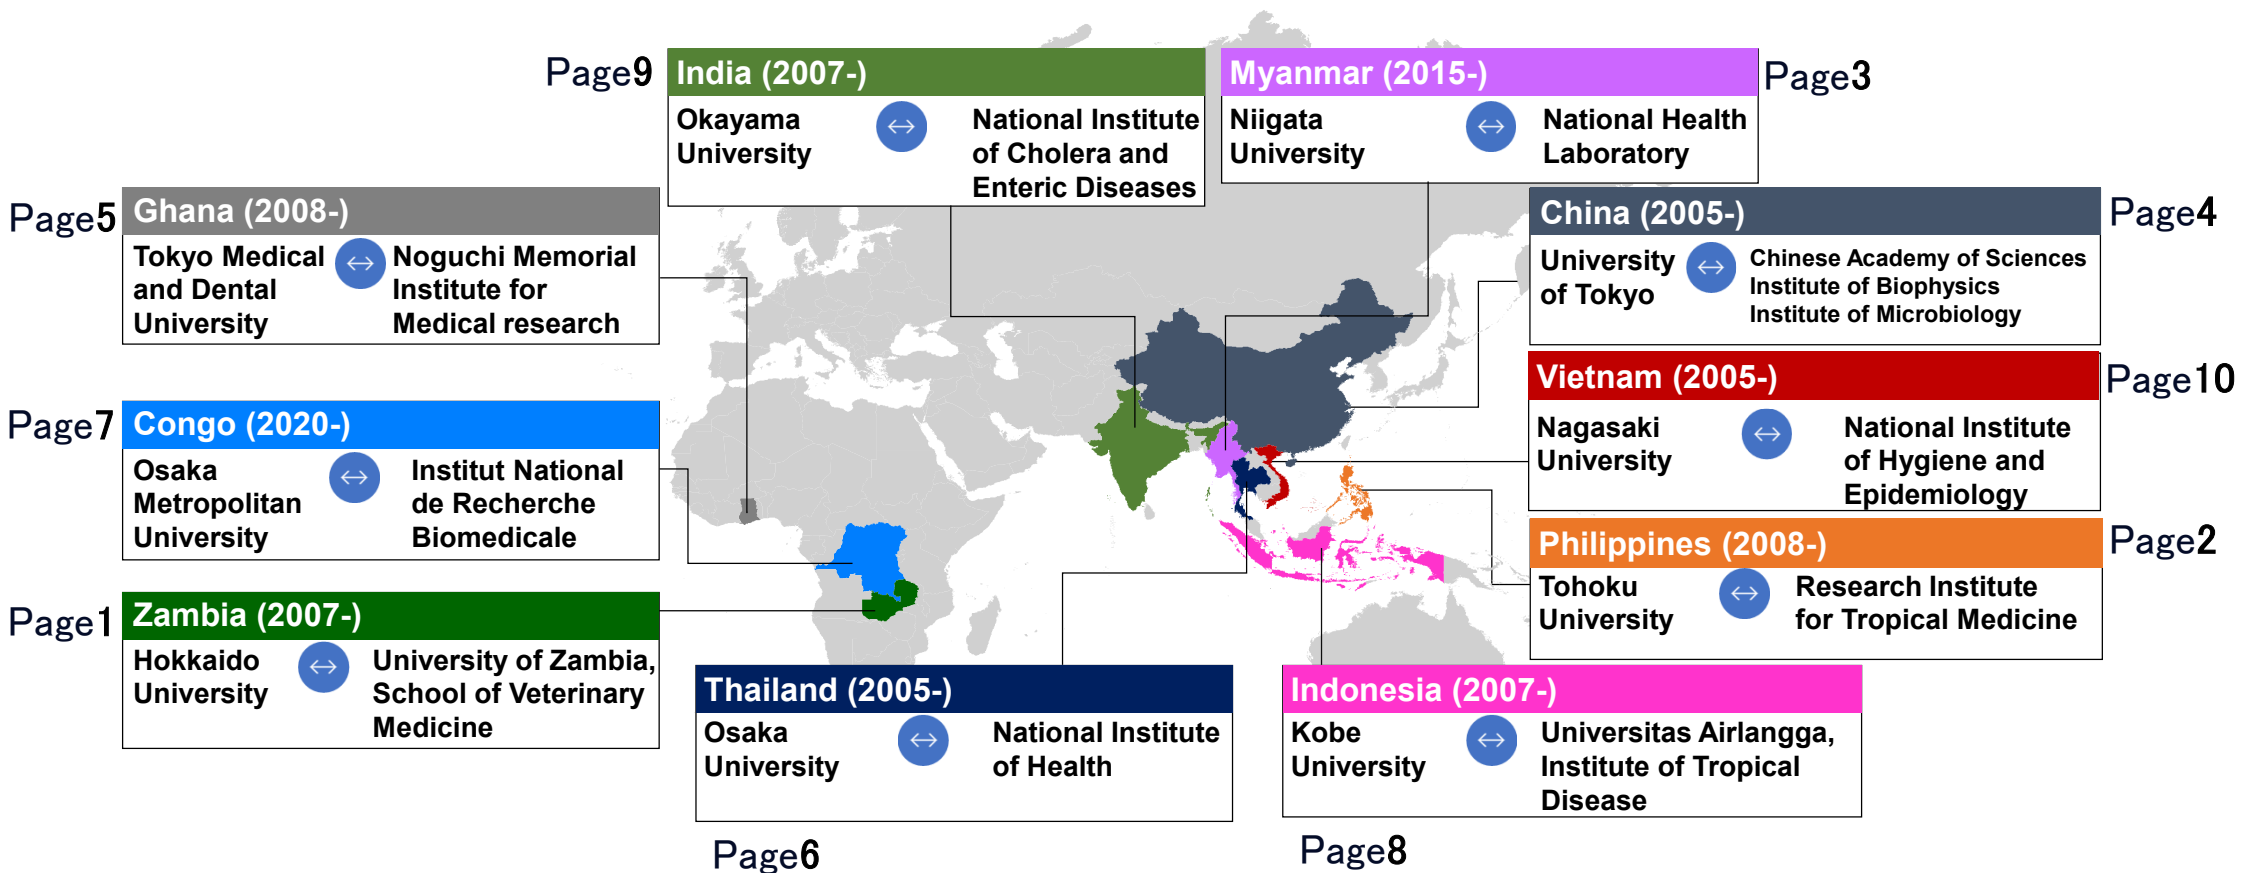 Page9
India (2007-)
Okayama
University
↔
National Institute
of Cholera and
Enteric Diseases
Myanmar (2015-)
Page3
Niigata
University
↔
National Health
Laboratory
Page5
Ghana (2008-)
Tokyo Medical
and Dental
University
↔
Noguchi Memorial
Institute for
Medical research
China (2005-)
Page4
University
of Tokyo
↔
Chinese Academy of Sciences
Institute of Biophysics
Institute of Microbiology
Page7
Congo (2020-)
Osaka
Metropolitan
University
↔
Institut National
de Recherche
Biomedicale
Vietnam (2005-)
Page10
Nagasaki
University
↔
National Institute
of Hygiene and
Epidemiology
Philippines (2008-)
Page2
Tohoku
University
↔
Research Institute
for Tropical Medicine
Page1
Zambia (2007-)
Hokkaido
University
↔
University of Zambia,
School of Veterinary
Medicine
Thailand (2005-)
Osaka
University
↔
National Institute
of Health
Page6
Indonesia (2007-)
Kobe
University
↔
Universitas Airlangga,
Institute of Tropical
Disease
Page8